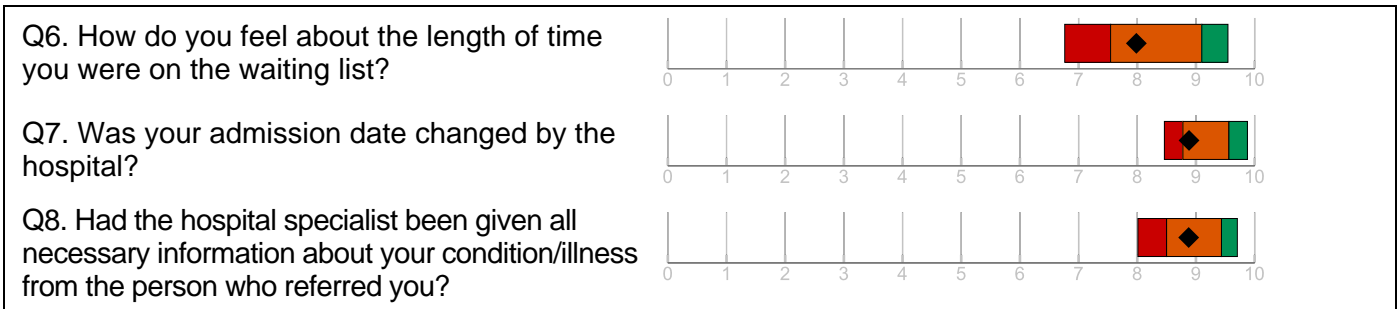 Q6. How do you feel about the length of time
you were on the waiting list?
0 1 2 3 4 5 6 7 8 9 10
Q7. Was your admission date changed by the
hospital?
0 1 2 3 4 5 6 7 8 9 10
Q8. Had the hospital specialist been given all
necessary information about your condition/illness
from the person who referred you?
0 1 2 3 4 5 6 7 8 9 10